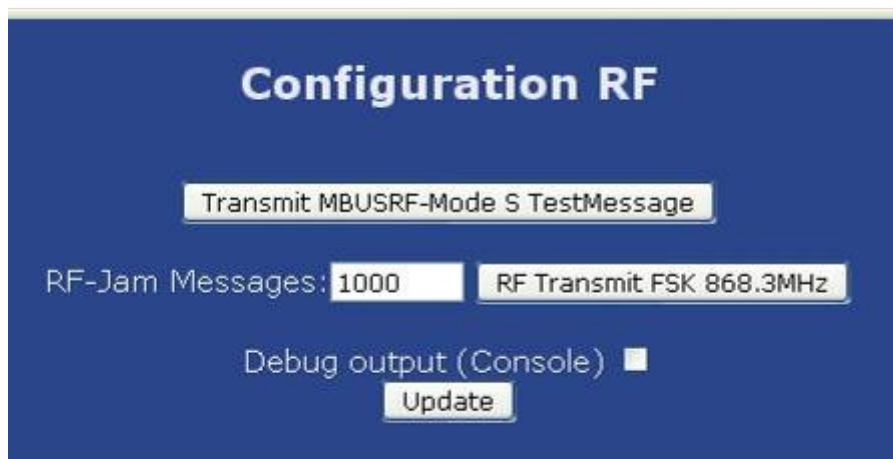 Configuration RF
Transmit MBUSRF-Mode S TestMessage
RF-Jam Messages: 1000 RF Transmit FSK 868.3MHz
Debug output (Console)
Update